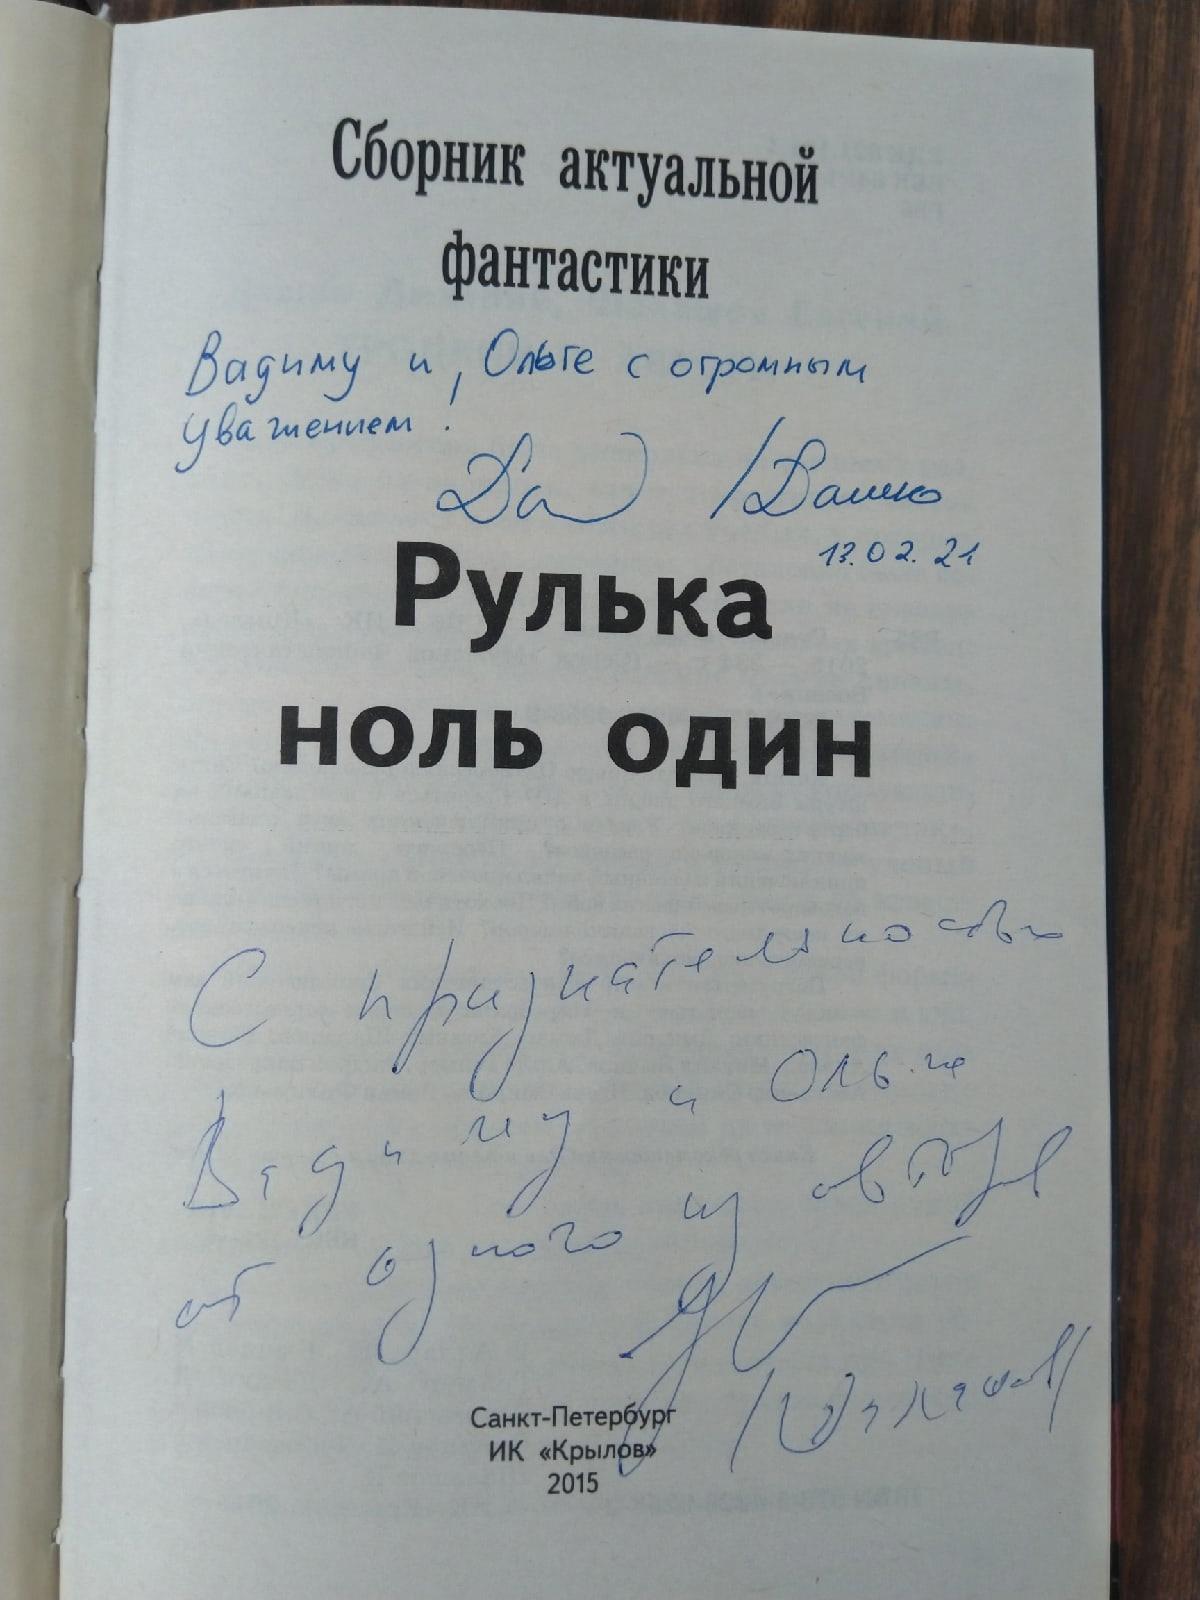 Сборник актуальной
фантастики
Вадиму и Ольге с огромным
уважением!
/Дашко
13.02.21
Рулька
ноль один
С признательностью
Вадиму и Ольге
от одного из авторов
Санкт-Петербург
ИК «Крылов»
2015